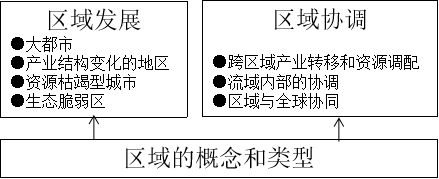 区域发展
●大都市
●产业结构变化的地区
●资源枯竭型城市
●生态脆弱区
区域协调
●跨区域产业转移和资源调配
●流域内部的协调
●区域与全球协同
区域的概念和类型